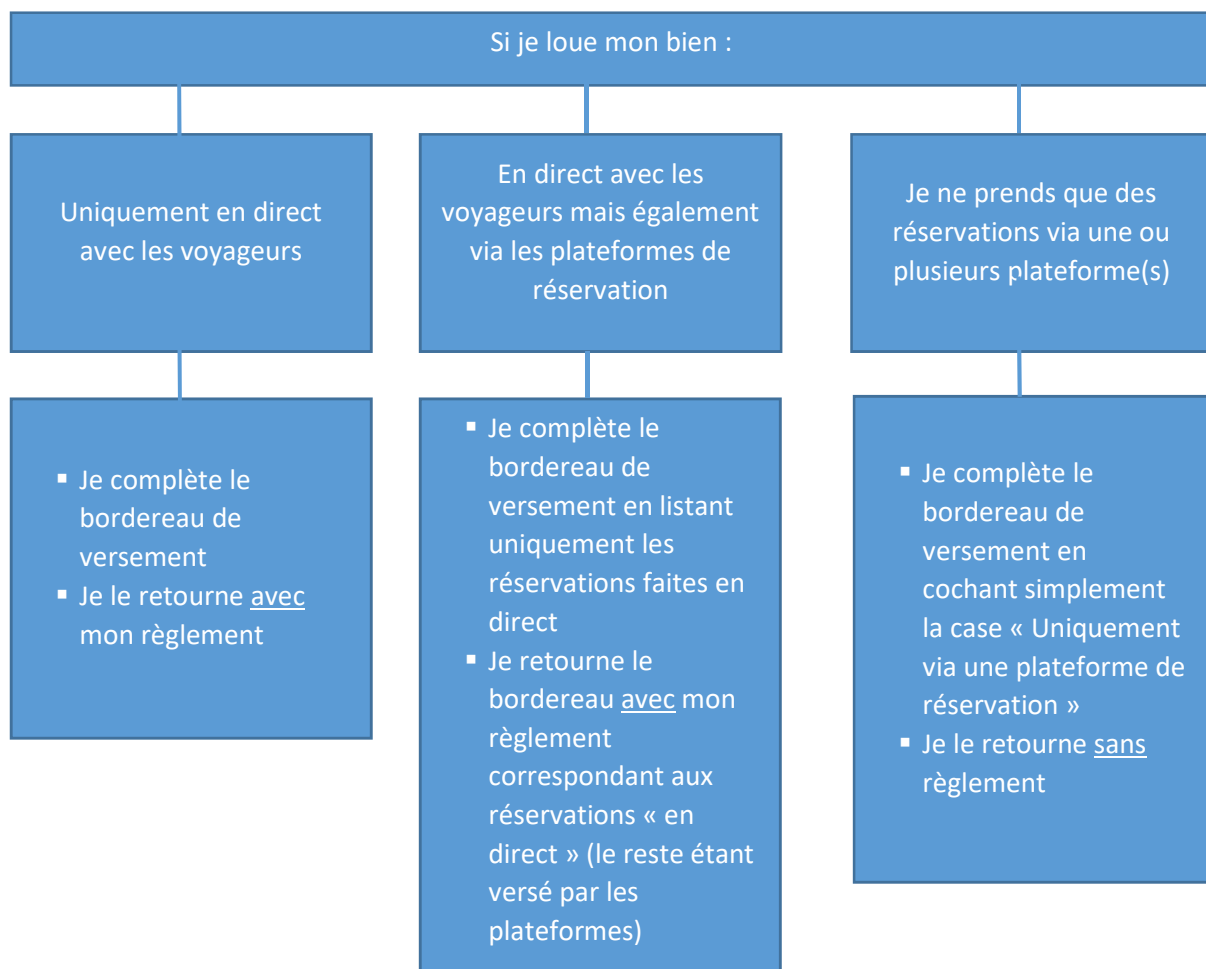 Si je loue mon bien :
Uniquement en direct
avec les voyageurs
En direct avec les
voyageurs mais également
via les plateformes de
réservation
Je ne prends que des
réservations via une ou
plusieurs plateforme(s)
▪ Je complète le
bordereau de
versement
▪ Je le retourne avec
mon règlement
▪ Je complète le
bordereau de
versement en listant
uniquement les
réservations faites en
direct
▪ Je retourne le
bordereau avec mon
règlement
correspondant aux
réservations « en
direct » (le reste étant
versé par les
plateformes)
▪ Je complète le
bordereau de
versement en
cochant simplement
la case « Uniquement
via une plateforme de
réservation »
▪ Je le retourne sans
règlement